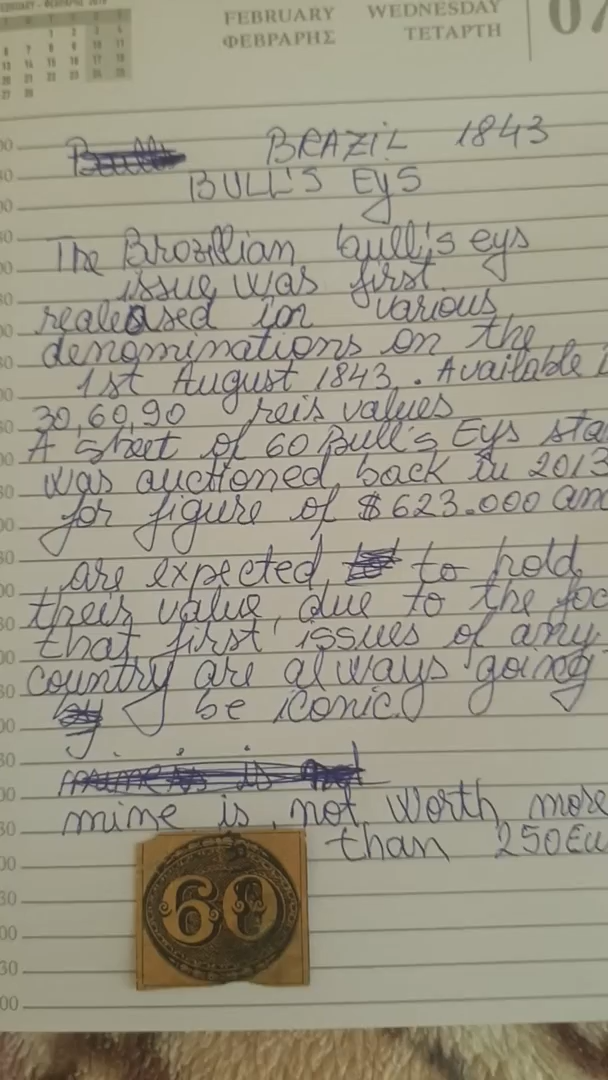 FEBRUARY WEDNESDAY 07
ΦΕΒΡΑΡΗΣ ΤΕΤΑΡΤΗ
BRAZIL 1843
BULL'S EYS
The Brozillian bull's eys
issue was first
realeased in various
denominations on the
1st August 1843. Available
30,60,90 reis values
A sheet of 60 Bull's Eys sta
was auctioned back in 2013
for figure of $623.000 an
are expected to hold
their value, due to the
that first issues of any
country are always going
be iconic.
mine is not worth more
than 250Eu
60